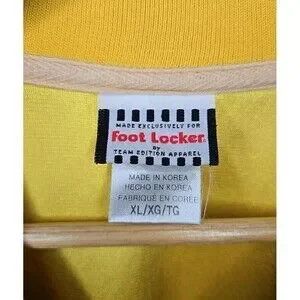 MADE EXCLUSIVELY FOR
Foot Locker
BY
TEAM EDITION APPAREL
MADE IN KOREA
HECHO EN KOREA
FABRIQUÉ EN CORÉE
XL/XG/TG